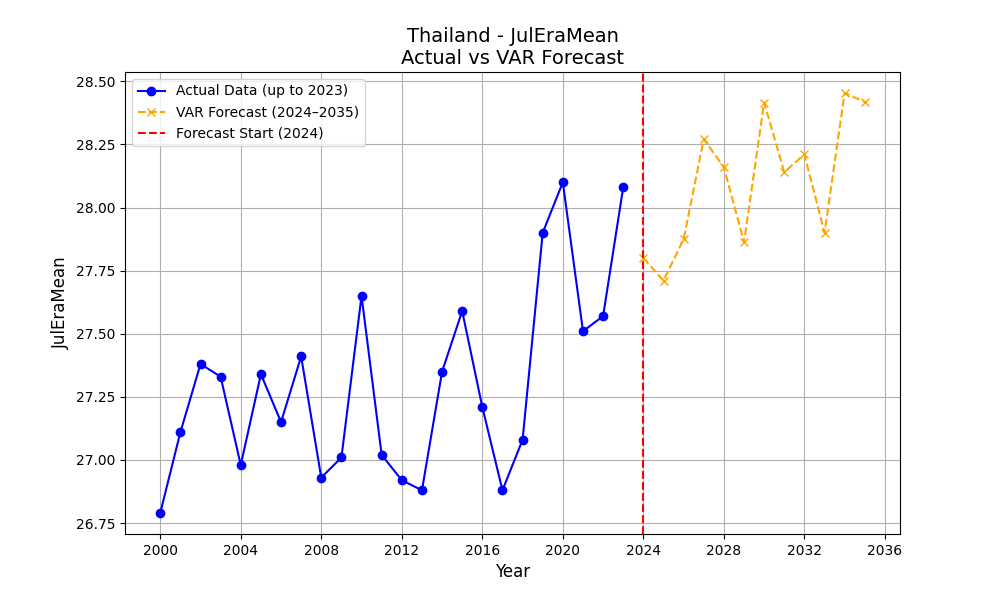 Thailand - JulEraMean
Actual vs VAR Forecast
Actual Data (up to 2023)
VAR Forecast (2024–2035)
Forecast Start (2024)
JulEraMean
28.50
28.25
28.00
27.75
27.50
27.25
27.00
26.75
2000 2004 2008 2012 2016 2020 2024 2028 2032 2036
Year